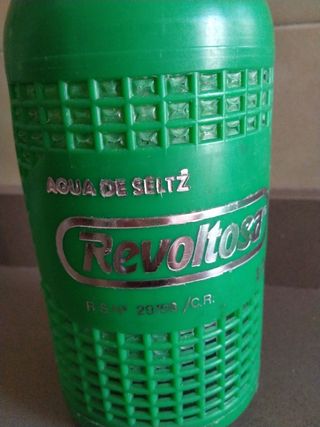 AGUA DE SELTZ
Revoltosa
/C.R.